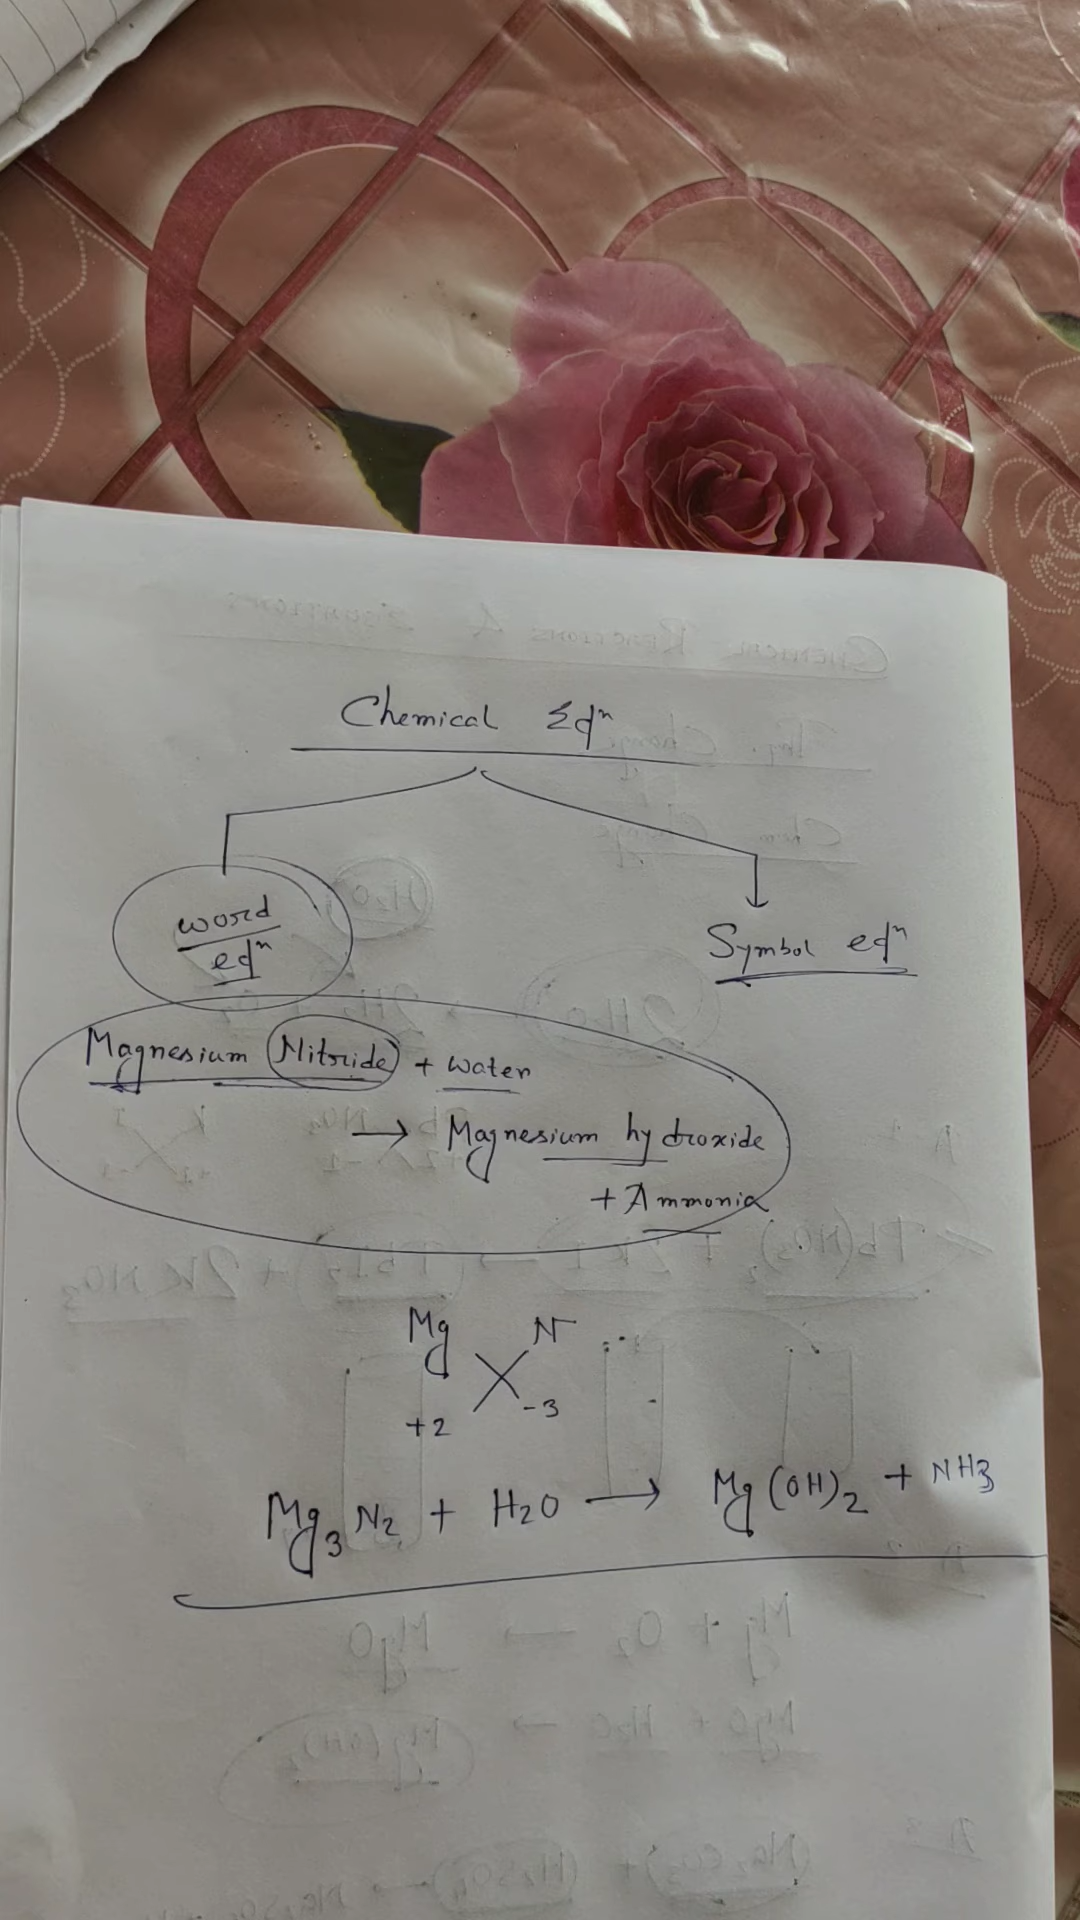 Chemical Eqⁿ
word
eqⁿ
Symbol eqⁿ
Magnesium Nitride + water
→ Magnesium hydroxide
+ Ammonia
Mg N
+2 -3
Mg₃N₂ + H₂O → Mg(OH)₂ + NH₃